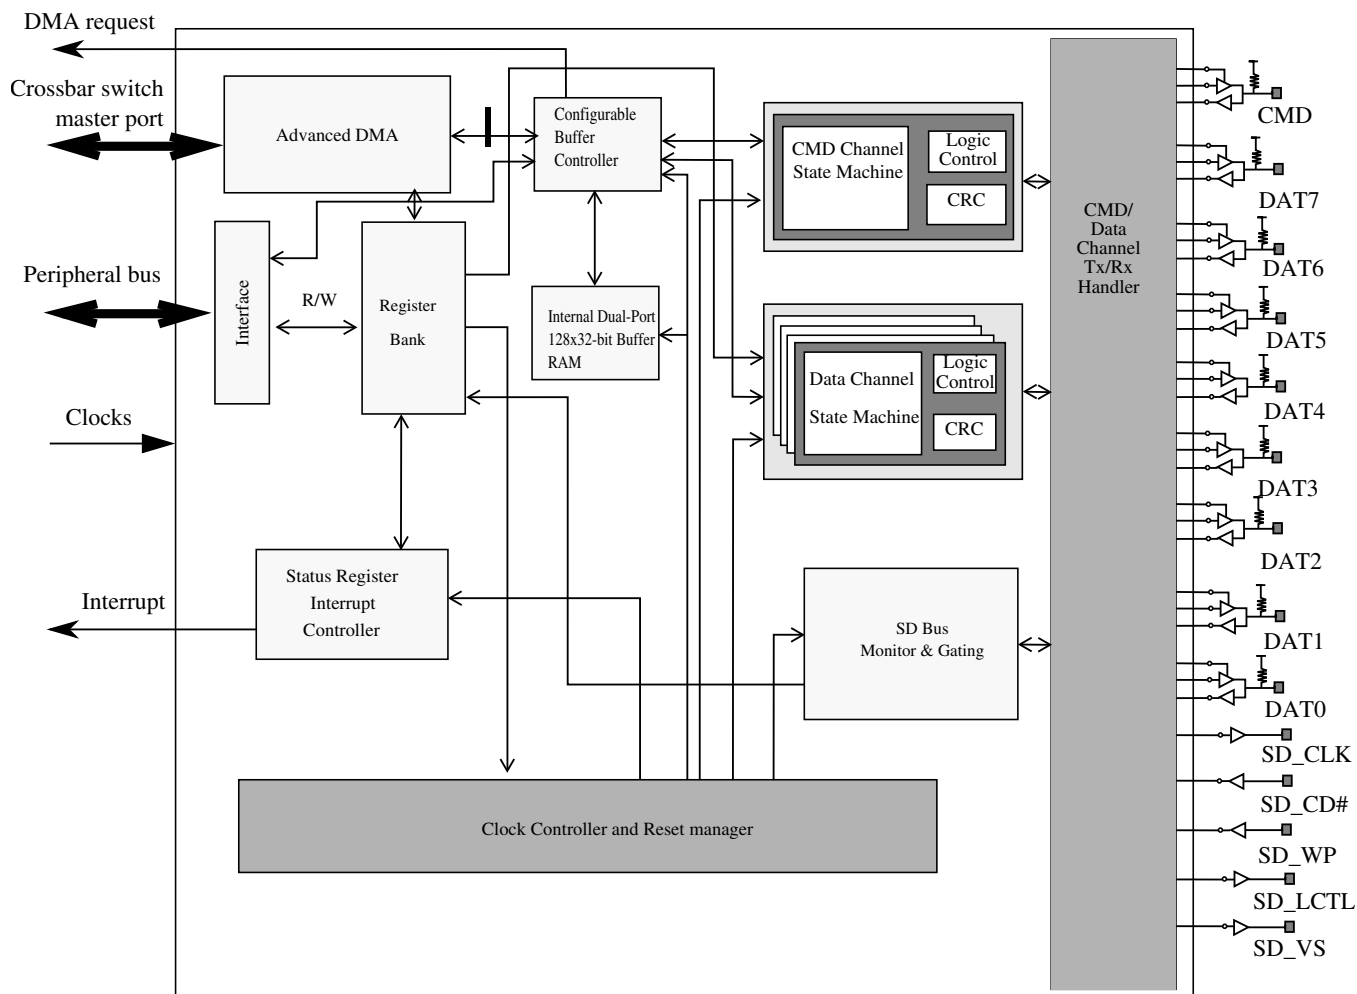 DMA request
Crossbar switch
master port
Advanced DMA
Configurable
Buffer
Controller
CMD Channel
State Machine
Logic
Control
CRC
CMD/
Data
Channel
Tx/Rx
Handler
Peripheral bus
Interface
R/W
Register
Bank
Internal Dual-Port
128x32-bit Buffer
RAM
Data Channel
State Machine
Logic
Control
CRC
Clocks
Interrupt
Status Register
Interrupt
Controller
SD Bus
Monitor & Gating
Clock Controller and Reset manager
CMD
DAT7
DAT6
DAT5
DAT4
DAT3
DAT2
DAT1
DAT0
SD_CLK
SD_CD#
SD_WP
SD_LCTL
SD_VS